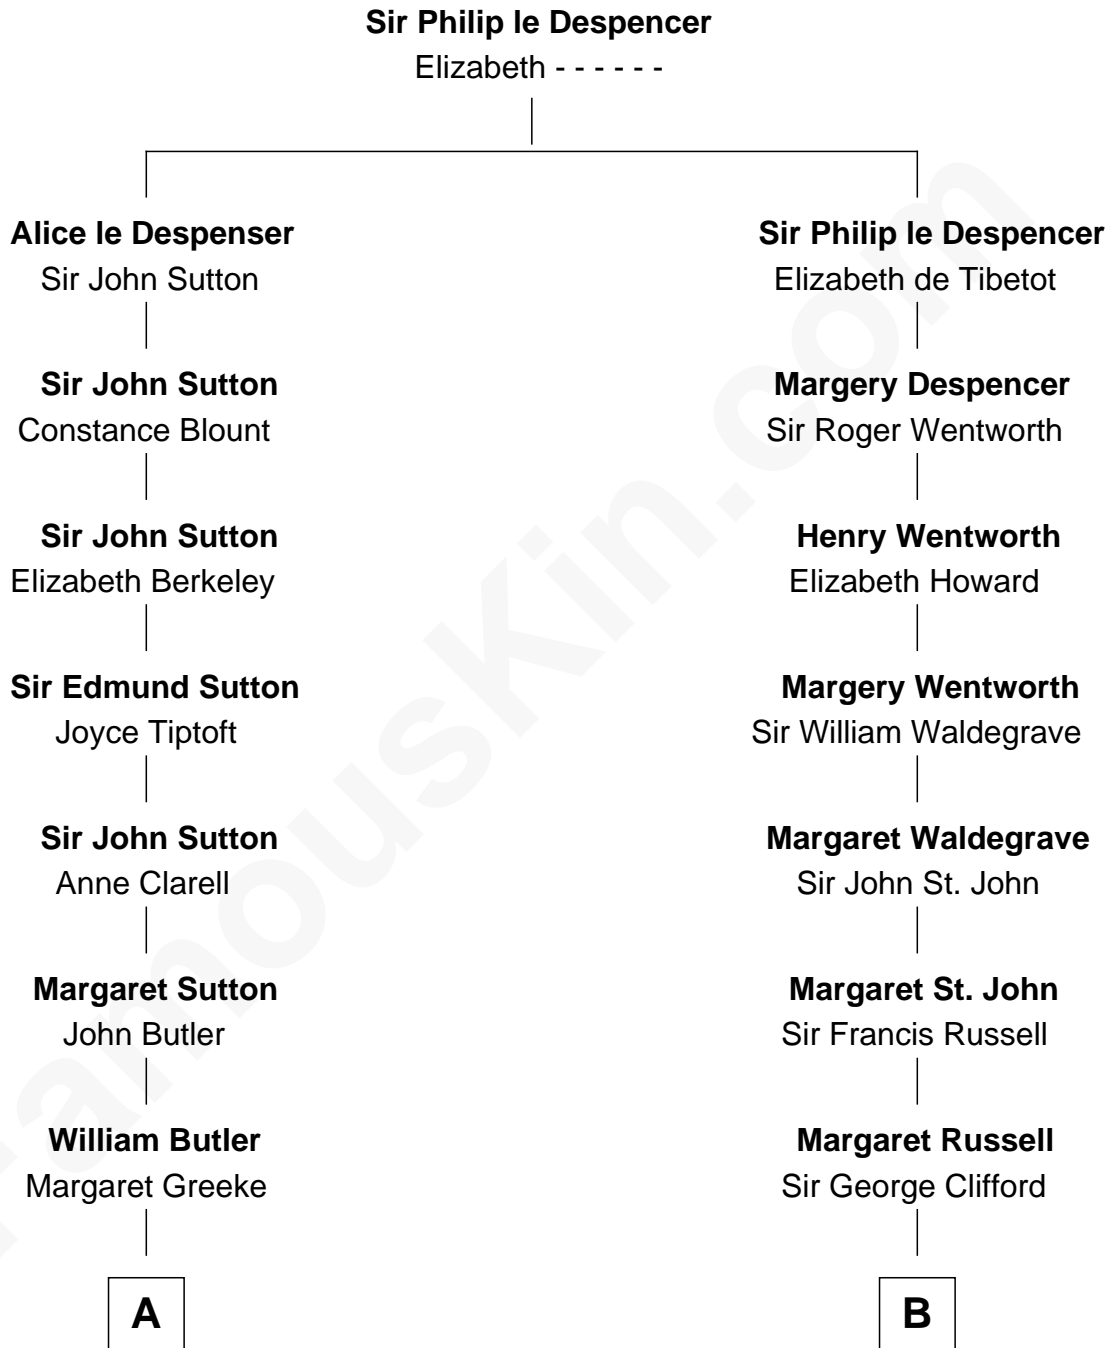 Sir Philip le Despencer
Elizabeth - - - - - -
Alice le Despenser
Sir John Sutton
Sir Philip le Despencer
Elizabeth de Tibetot
Sir John Sutton
Constance Blount
Margery Despencer
Sir Roger Wentworth
Sir John Sutton
Elizabeth Berkeley
Henry Wentworth
Elizabeth Howard
Sir Edmund Sutton
Joyce Tiptoft
Margery Wentworth
Sir William Waldegrave
Sir John Sutton
Anne Clarell
Margaret Waldegrave
Sir John St. John
Margaret Sutton
John Butler
Margaret St. John
Sir Francis Russell
William Butler
Margaret Greeke
Margaret Russell
Sir George Clifford
A
B
FamousKin.com